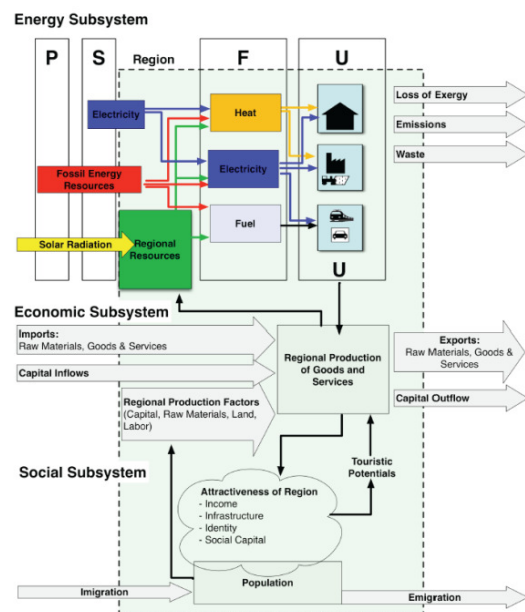 Energy Subsystem
P
S
Region
F
U
Electricity
Heat
Loss of Exergy
Emissions
Waste
Fossil Energy
Resources
Electricity
Solar Radiation
Regional
Resources
Fuel
U
Economic Subsystem
Imports:
Raw Materials, Goods & Services
Capital Inflows
Regional Production Factors
(Capital, Raw Materials, Land,
Labor)
Regional Production
of Goods and
Services
Exports:
Raw Materials, Goods &
Services
Capital Outflow
Social Subsystem
Touristic
Potentials
Attractiveness of Region
- Income
- Infrastructure
- Identity
- Social Capital
Population
Imigration
Emigration